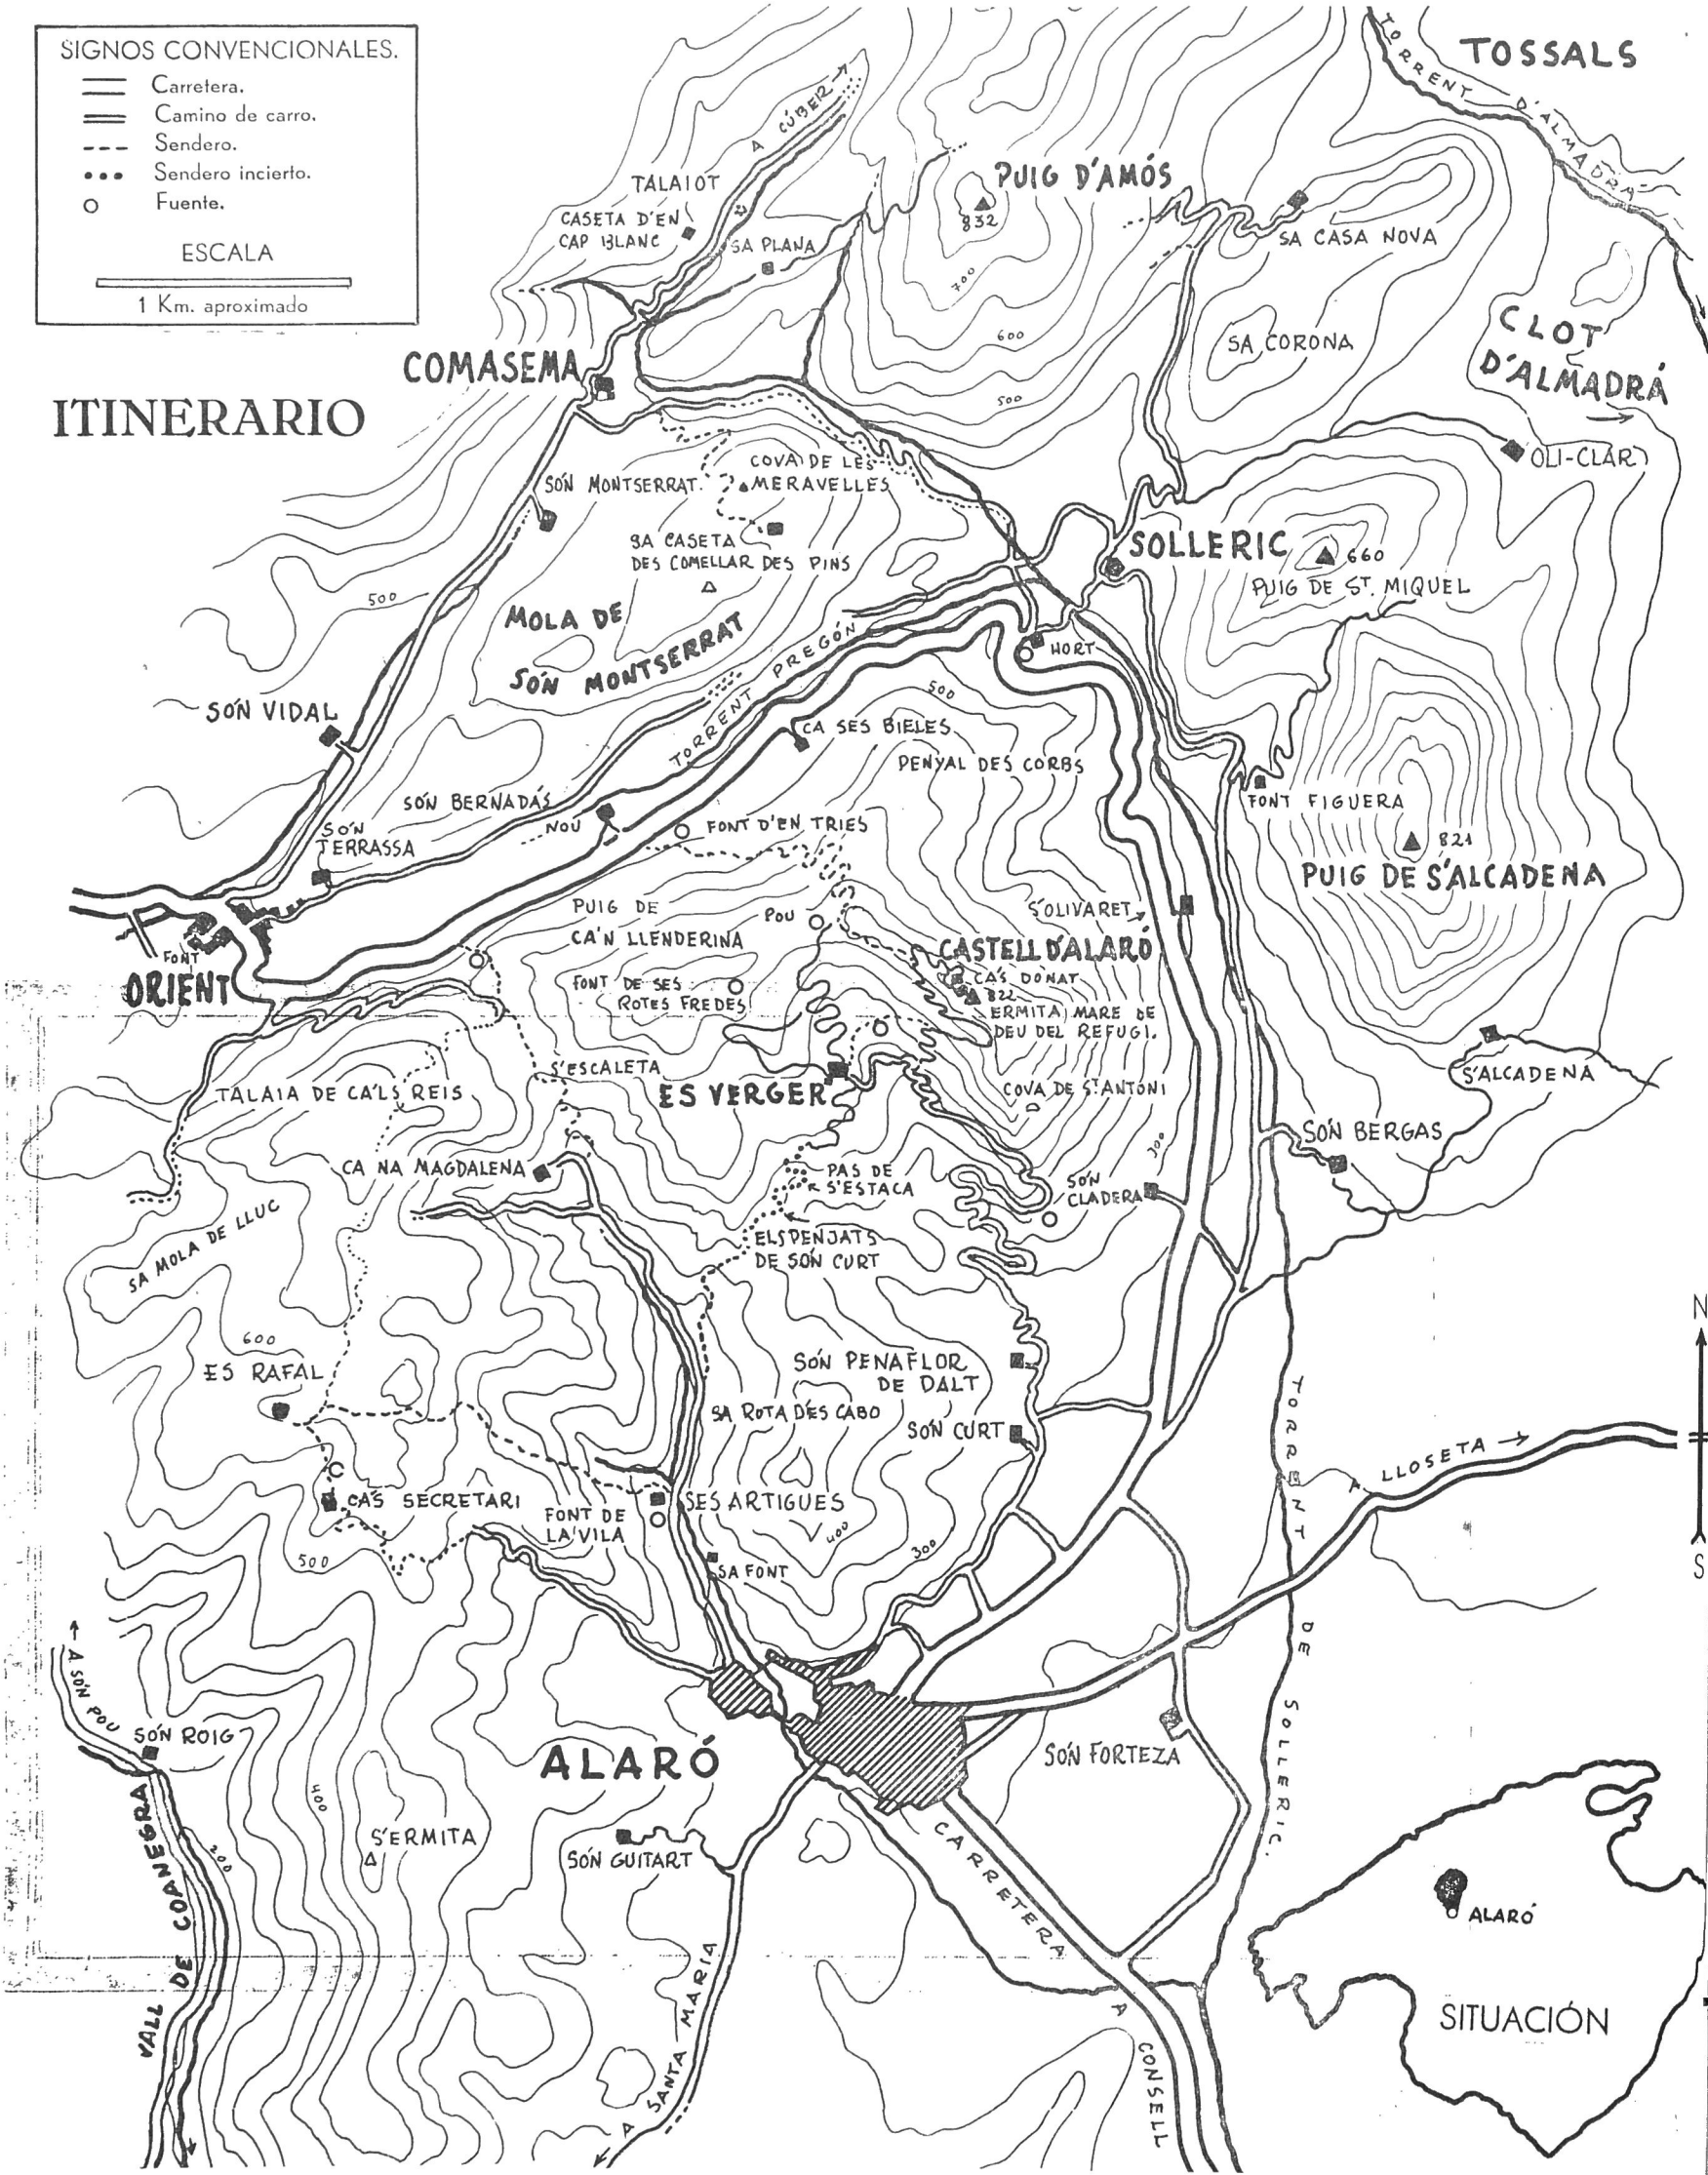 SIGNOS CONVENCIONALES.
Carretera.
Camino de carro.
Sendero.
Sendero incierto.
Fuente.
ESCALA
1 Km. aproximado
ITINERARIO
TOSSALS
TORRENT D'ALMADRÁ
A CÚBER
TALAIOT
CASETA D'EN
CAP BLANC
SA PLANA
PUIG D'AMÓS
832
700
600
500
SA CASA NOVA
SA CORONA
CLOT
D'ALMADRÁ
OLI-CLAR
COMASEMA
SÓN MONTSERRAT.
COVA DE LES
MERAVELLES
SA CASETA
DES COMELLAR DES PINS
SOLLERIC
660
PUIG DE ST. MIQUEL
500
MOLA DE
SÓN MONTSERRAT
TORRENT PREGÓN
HORT
SÓN VIDAL
500
CA SES BIELES
PENYAL DES CORBS
SÓN BERNADÁS
NOU
FONT D'EN TRIES
SÓN
TERRASSA
FONT FIGUERA
821
PUIG DE S'ALCADENA
PUIG DE
CA'N LLENDERINA
POU
S'OLIVARET
CASTELL D'ALARÓ
CA'S DONAT
822
ERMITA MARE DE
DEU DEL REFUGI.
FONT
ORIENT
FONT DE SES
ROTES FREDES
S'ESCALETA
ES VERGER
COVA DE ST. ANTONI
S'ALCADENA
TALAIA DE CA'LS REIS
300
SÓN BERGAS
CA NA MAGDALENA
PAS DE
S'ESTACA
SÓN
CLADERA
SA MOLA DE LLUC
ELS PENJATS
DE SÓN CURT
600
ES RAFAL
SÓN PENAFLOR
DE DALT
SA ROTA D'ES CABO
SÓN CURT
N
S
TORRENT DE SOLLERIC.
A LLOSETA
CA'S SECRETARI
FONT DE
LA VILA
SES ARTIGUES
400
300
500
SA FONT
A SÓN POU
SÓN ROIG
ALARÓ
SÓN FORTEZA
400
200
S'ERMITA
SÓN GUITART
VALL DE COANEGRA
A SANTA MARIA
CARRETERA A CONSELL
ALARÓ
SITUACIÓN